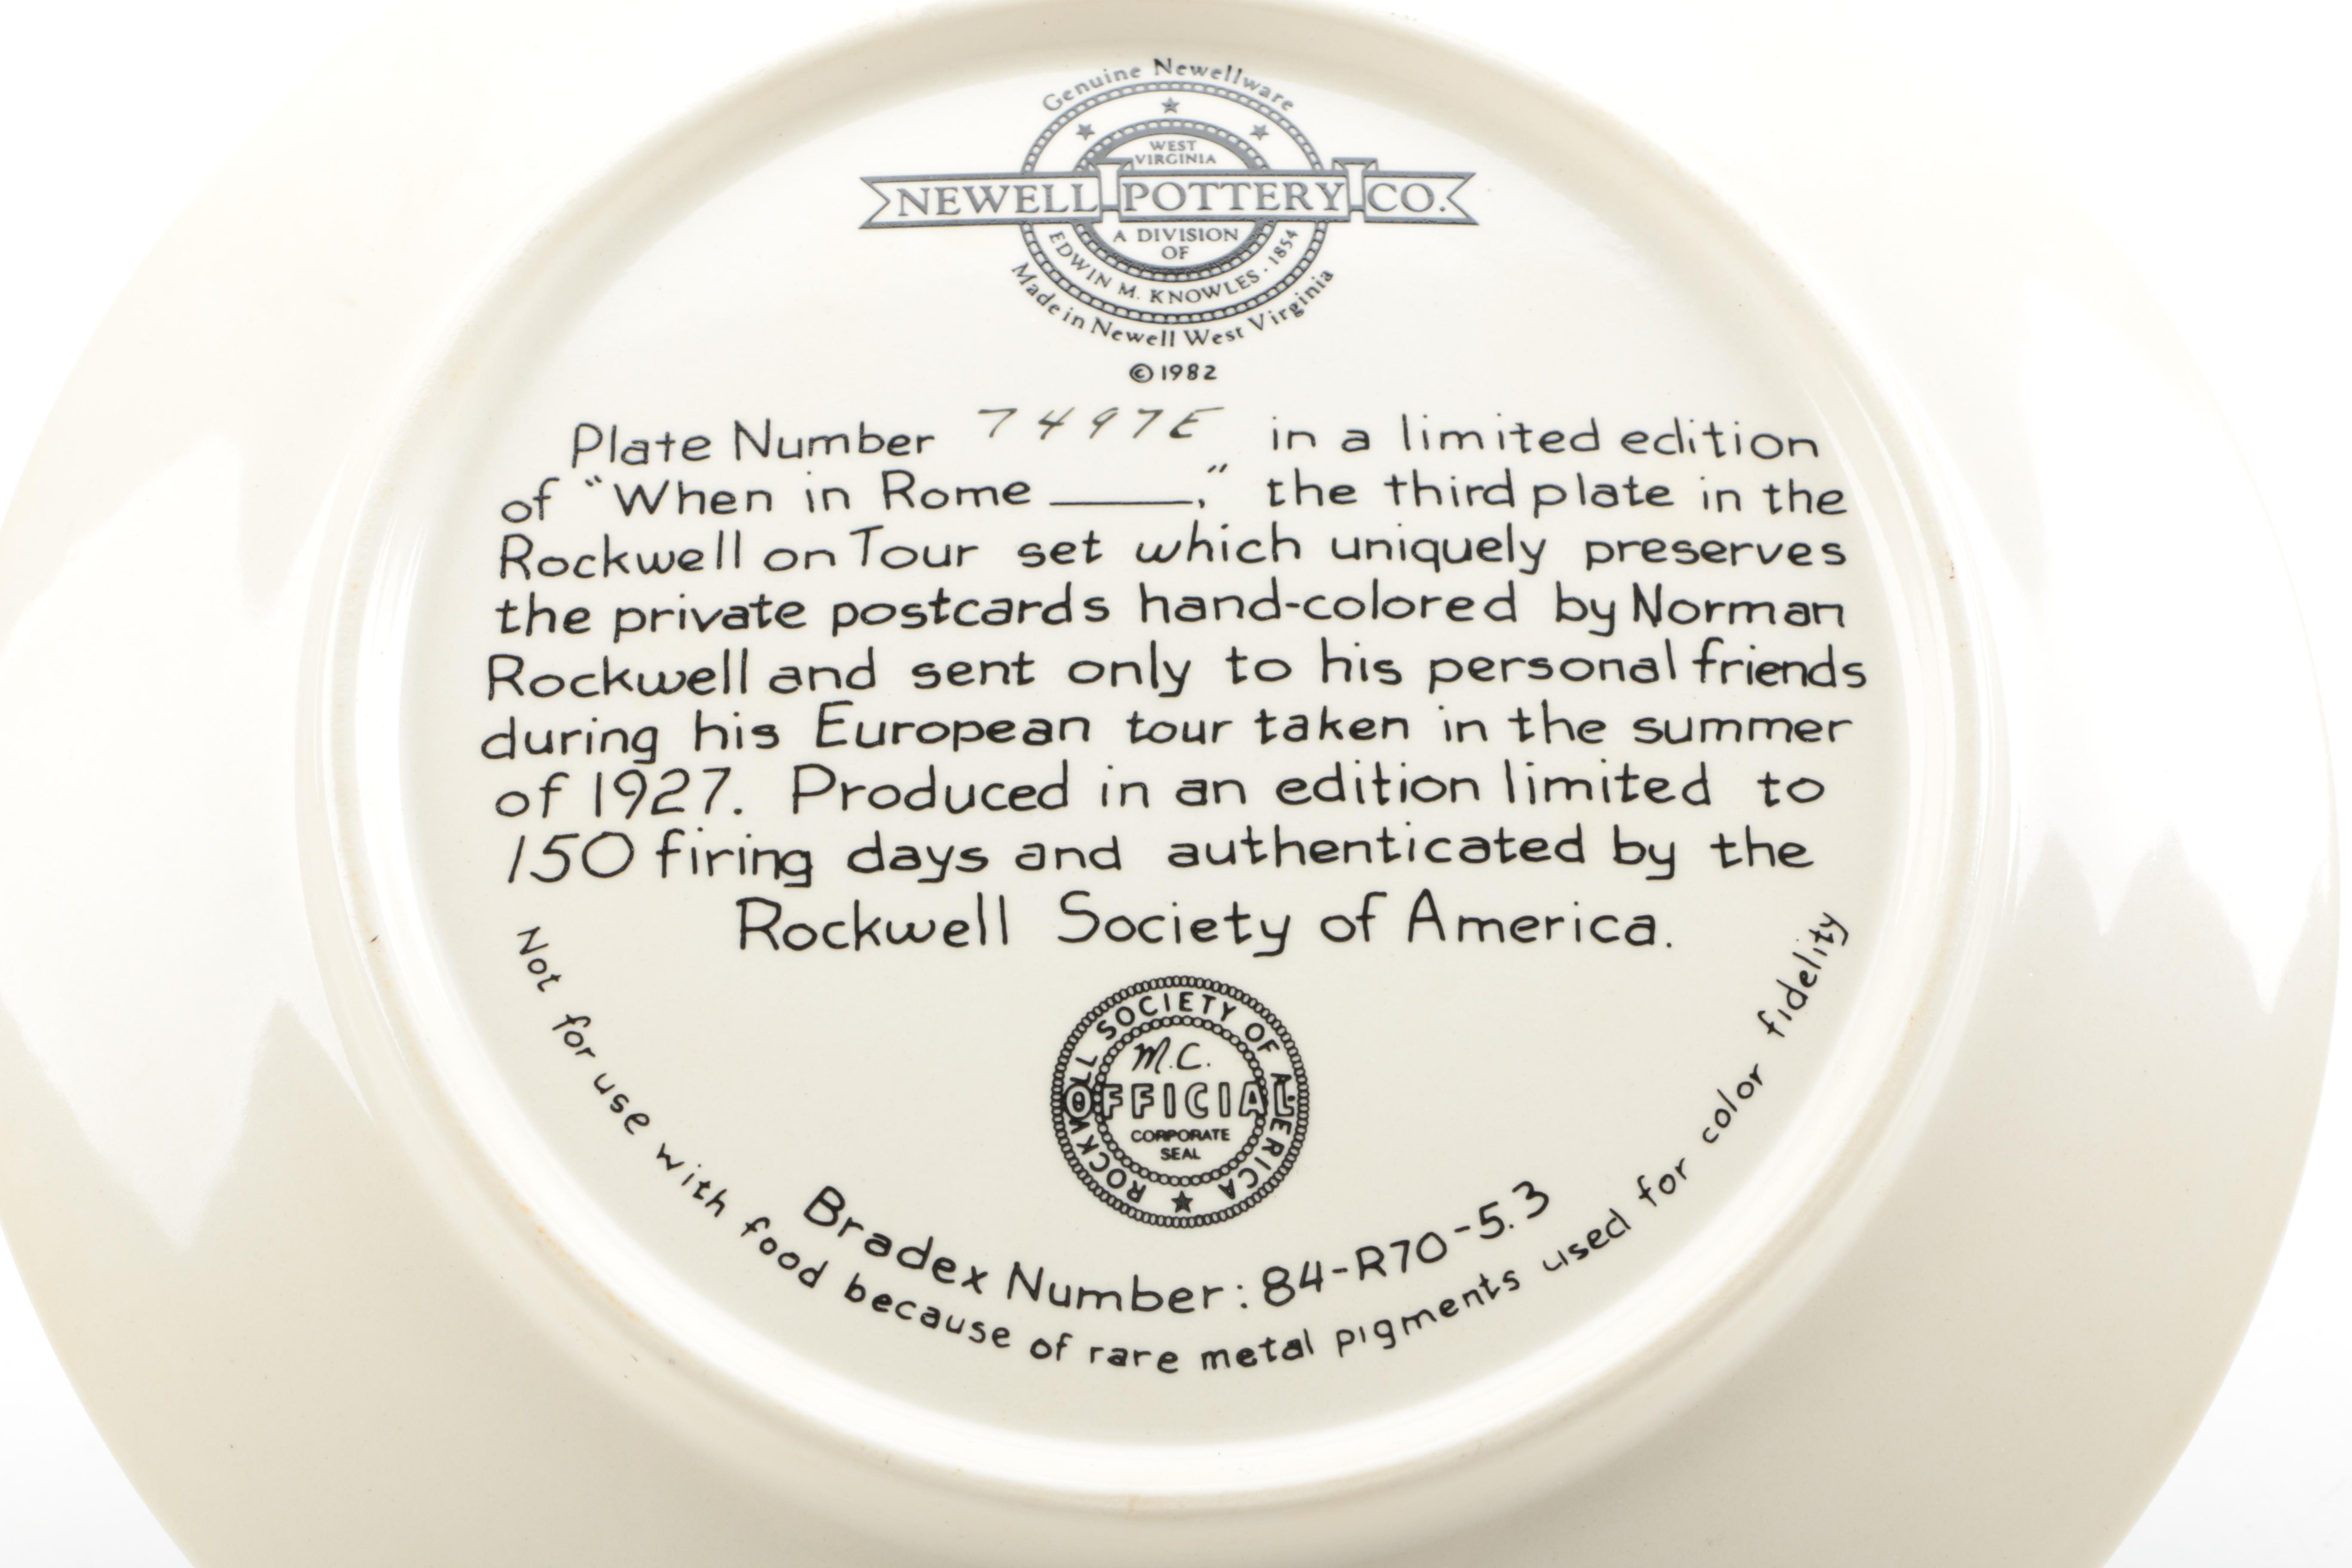 Genuine Newellware
WEST
VIRGINIA
NEWELL POTTERY CO.
A DIVISION
OF
EDWIN M. KNOWLES · 1854
Made in Newell West Virginia
©1982
Plate Number 7497E in a limited edition
of "When in Rome ____," the third plate in the
Rockwell on Tour set which uniquely preserves
the private postcards hand-colored by Norman
Rockwell and sent only to his personal friends
during his European tour taken in the summer
of 1927. Produced in an edition limited to
150 firing days and authenticated by the
Rockwell Society of America.
ROCKWELL SOCIETY OF AMERICA
M.C.
OFFICIAL
CORPORATE
SEAL
Bradex Number: 84-R70-5.3
Not for use with food because of rare metal pigments used for color fidelity